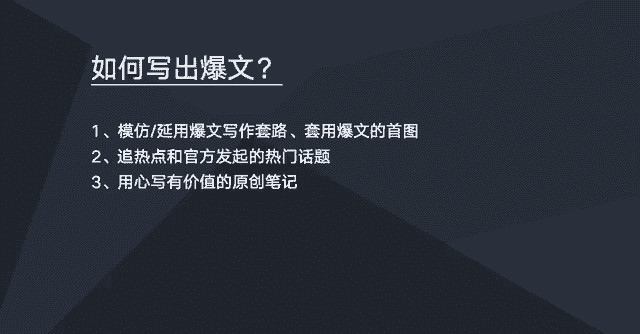 如何写出爆文？
1、模仿/延用爆文写作套路、套用爆文的首图
2、追热点和官方发起的热门话题
3、用心写有价值的原创笔记